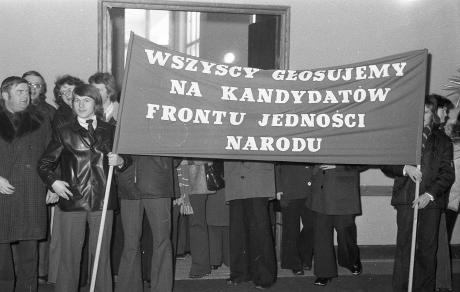 WSZYSCY GŁOSUJEMY
NA KANDYDATÓW
FRONTU JEDNOŚCI
NARODU